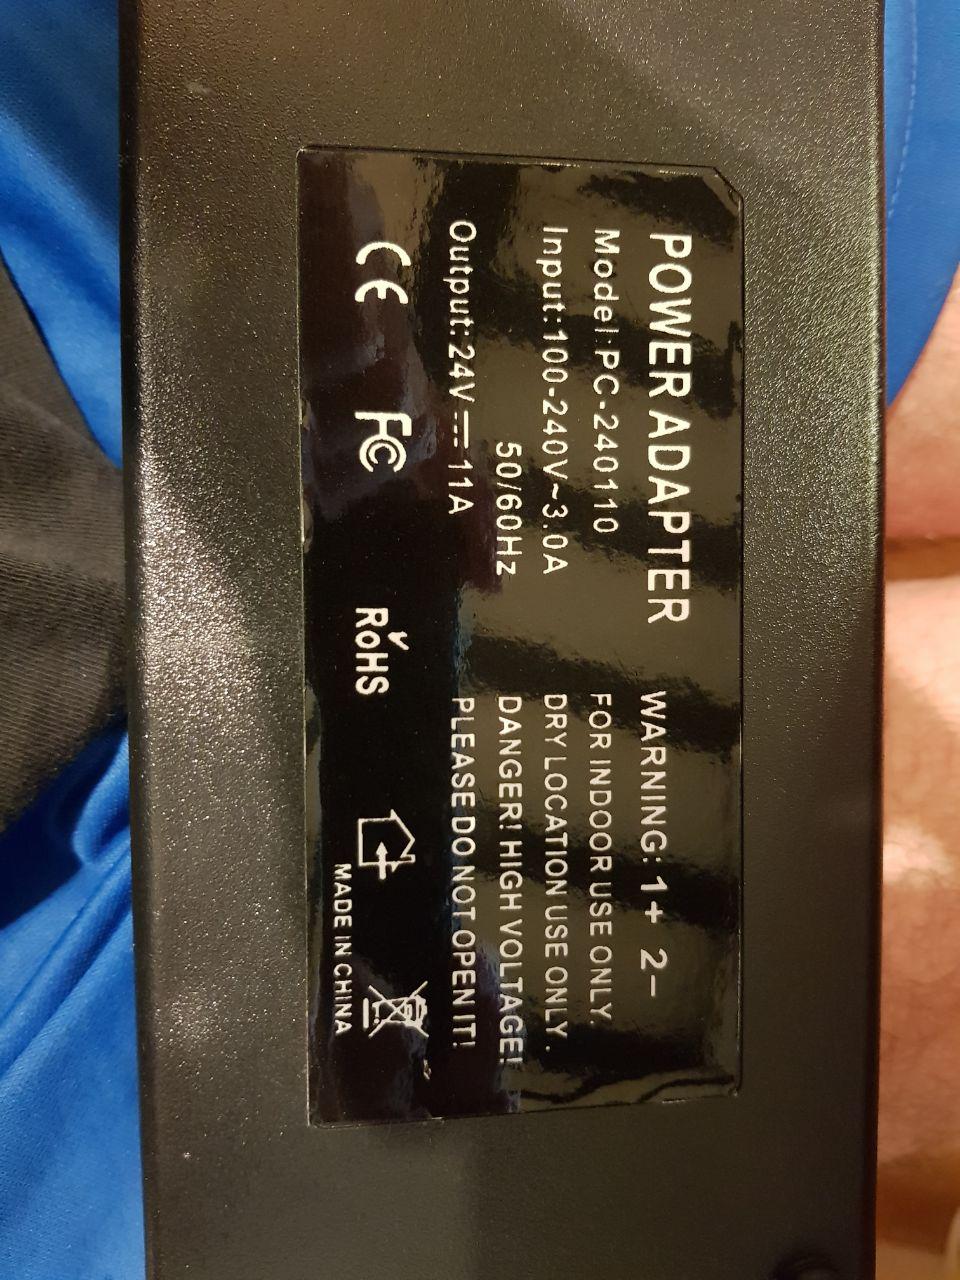 POWER ADAPTER
Model:PC-240110
Input:100-240V~3.0A
50/60Hz
Output:24V⎓11A
WARNING: 1+ 2-
FOR INDOOR USE ONLY.
DRY LOCATION USE ONLY.
DANGER! HIGH VOLTAGE!
PLEASE DO NOT OPEN IT!
CE
FC
RoHS
MADE IN CHINA